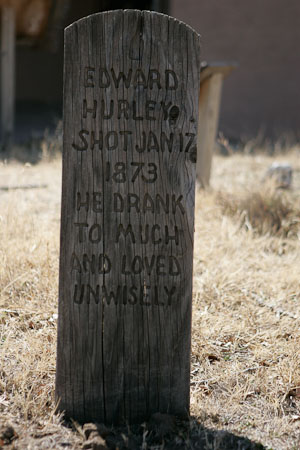 EDWARD
HURLEY
SHOT JAN 17
1873
HE DRANK
TO MUCH
AND LOVED
UNWISELY